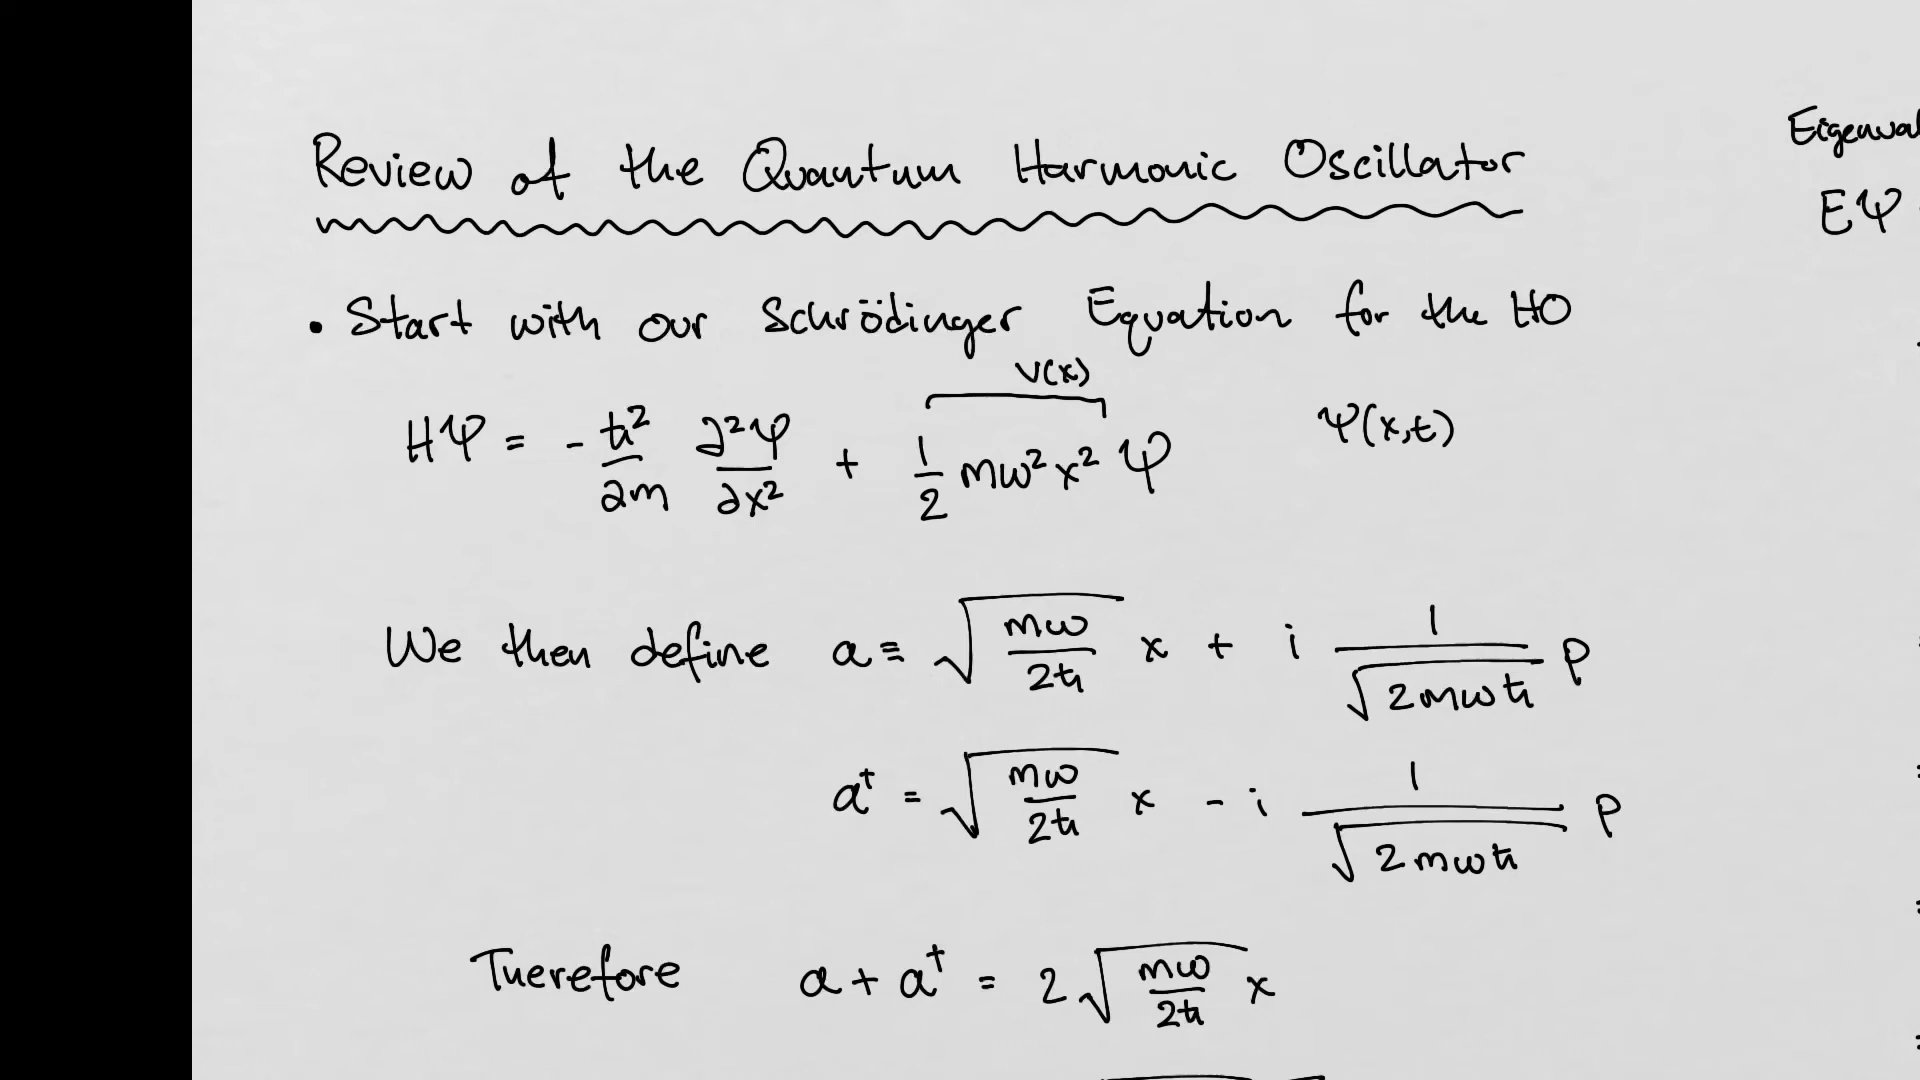 Review of the Quantum Harmonic Oscillator
• Start with our Schrödinger Equation for the HO
V(x)
HΨ = - ħ²/2m ∂²Ψ/∂x² + 1/2 mω²x² Ψ
Ψ(x,t)
We then define a ≡ √(mω/2ħ) x + i 1/√(2mωħ) p
a† = √(mω/2ħ) x - i 1/√(2mωħ) p
Therefore a + a† = 2√(mω/2ħ) x
EΨ